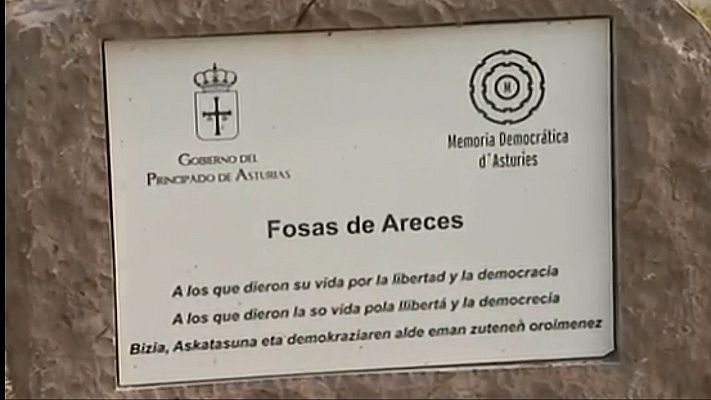 GOBIERNO DEL
PRINCIPADO DE ASTURIAS
M
Memoria Democrática
d´Asturies
Fosas de Areces
A los que dieron su vida por la libertad y la democracia
A los que dieron la so vida pola llibertá y la democrecia
Bizia, Askatasuna eta demokraziaren alde eman zutenen oroimenez